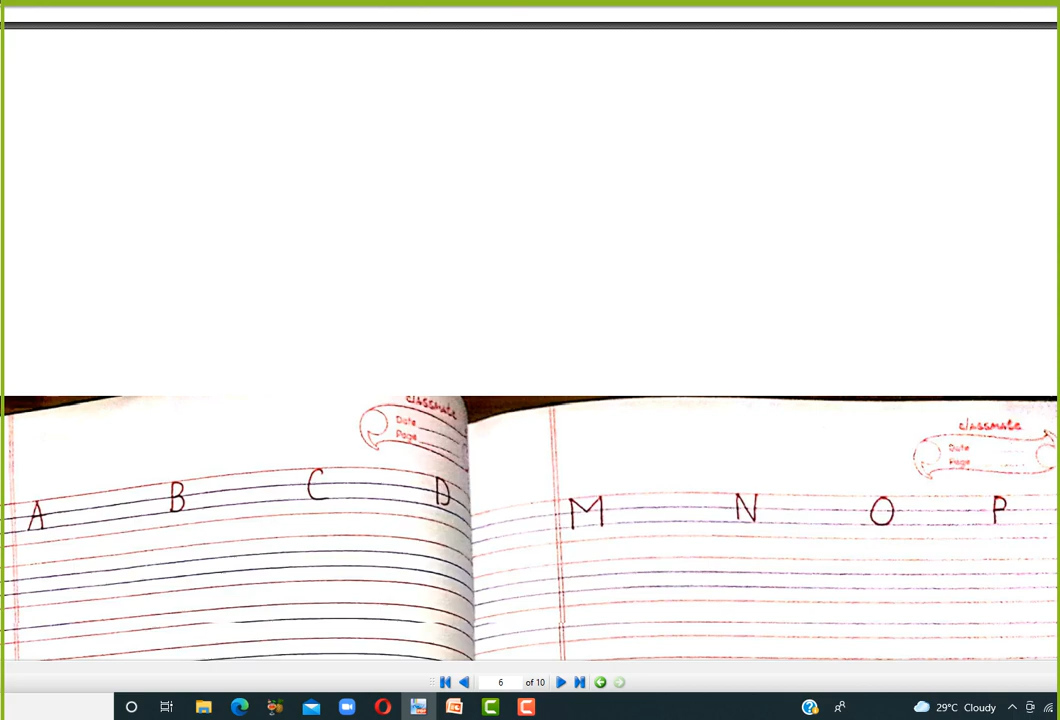 classmate
Date
Page
A B C D
classmate
Date
Page
M N O P
6 of 10
29°C Cloudy